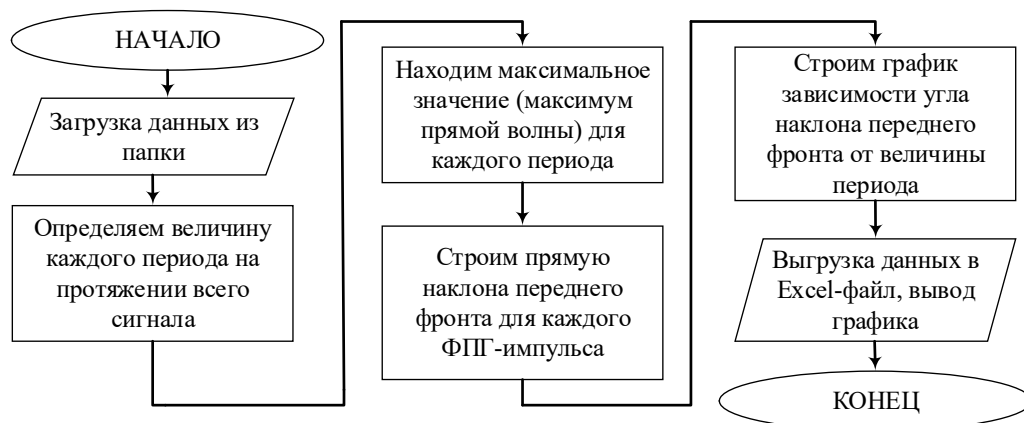 НАЧАЛО
Загрузка данных из
папки
Определяем величину
каждого периода на
протяжении всего
сигнала
Находим максимальное
значение (максимум
прямой волны) для
каждого периода
Строим прямую
наклона переднего
фронта для каждого
ФПГ-импульса
Строим график
зависимости угла
наклона переднего
фронта от величины
периода
Выгрузка данных в
Excel-файл, вывод
графика
КОНЕЦ